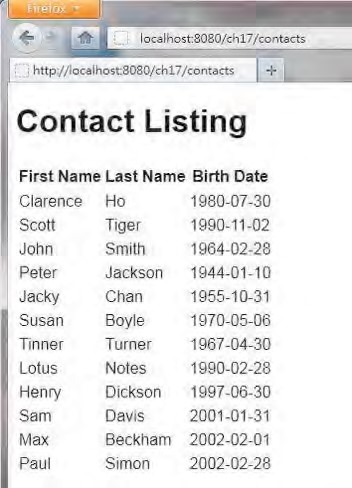 Firefox
localhost:8080/ch17/contacts
http://localhost:8080/ch17/contacts
Contact Listing
First Name Last Name Birth Date
Clarence Ho 1980-07-30
Scott Tiger 1990-11-02
John Smith 1964-02-28
Peter Jackson 1944-01-10
Jacky Chan 1955-10-31
Susan Boyle 1970-05-06
Tinner Turner 1967-04-30
Lotus Notes 1990-02-28
Henry Dickson 1997-06-30
Sam Davis 2001-01-31
Max Beckham 2002-02-01
Paul Simon 2002-02-28